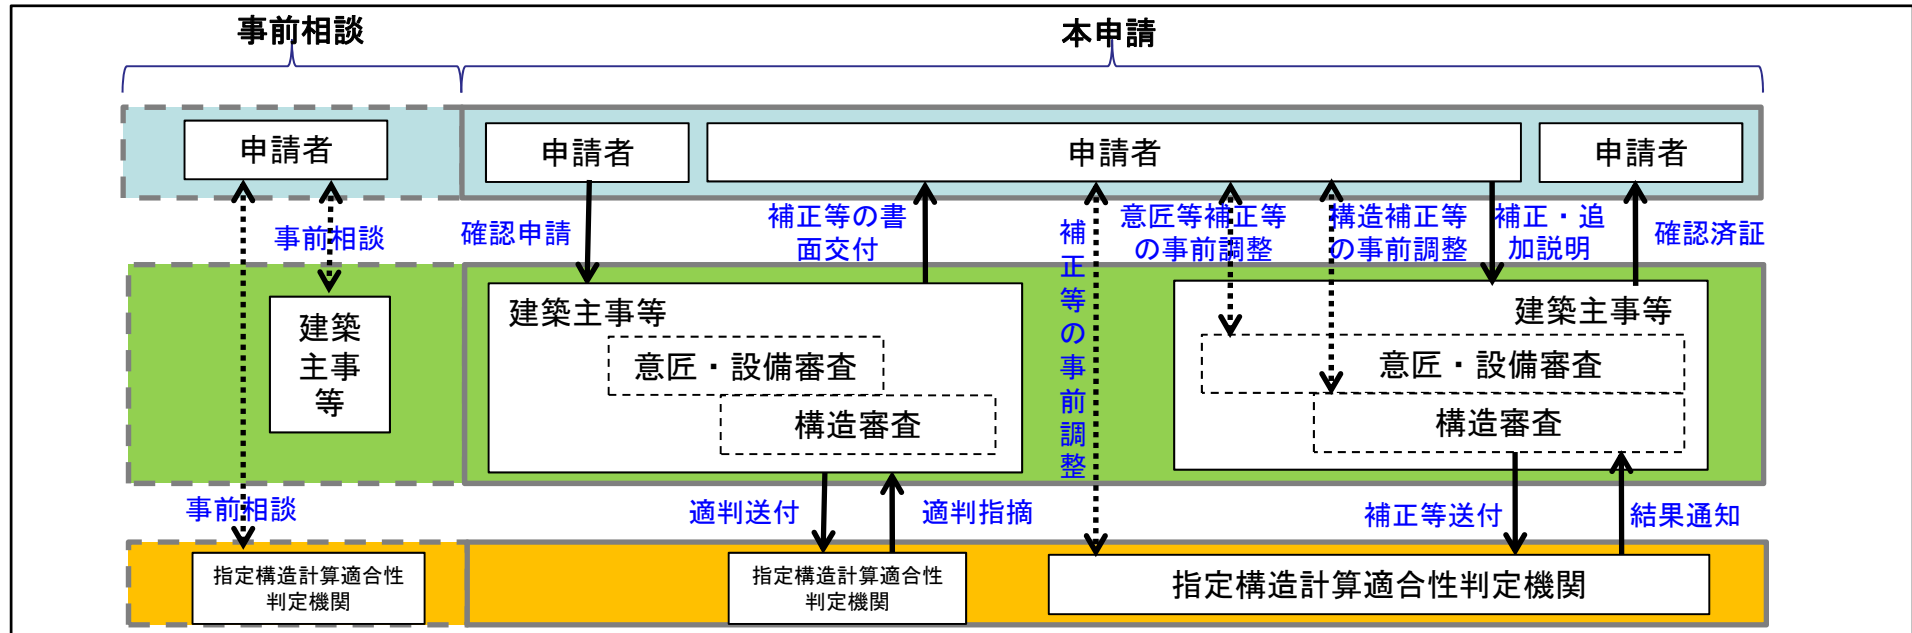 事前相談
本申請
申請者
申請者
申請者
申請者
事前相談
確認申請
補正等の書
面交付
補正等の事前調整
意匠等補正等
の事前調整
構造補正等
の事前調整
補正・追
加説明
確認済証
建築
主事
等
建築主事等
意匠・設備審査
構造審査
建築主事等
意匠・設備審査
構造審査
事前相談
適判送付
適判指摘
補正等送付
結果通知
指定構造計算適合性
判定機関
指定構造計算適合性
判定機関
指定構造計算適合性判定機関